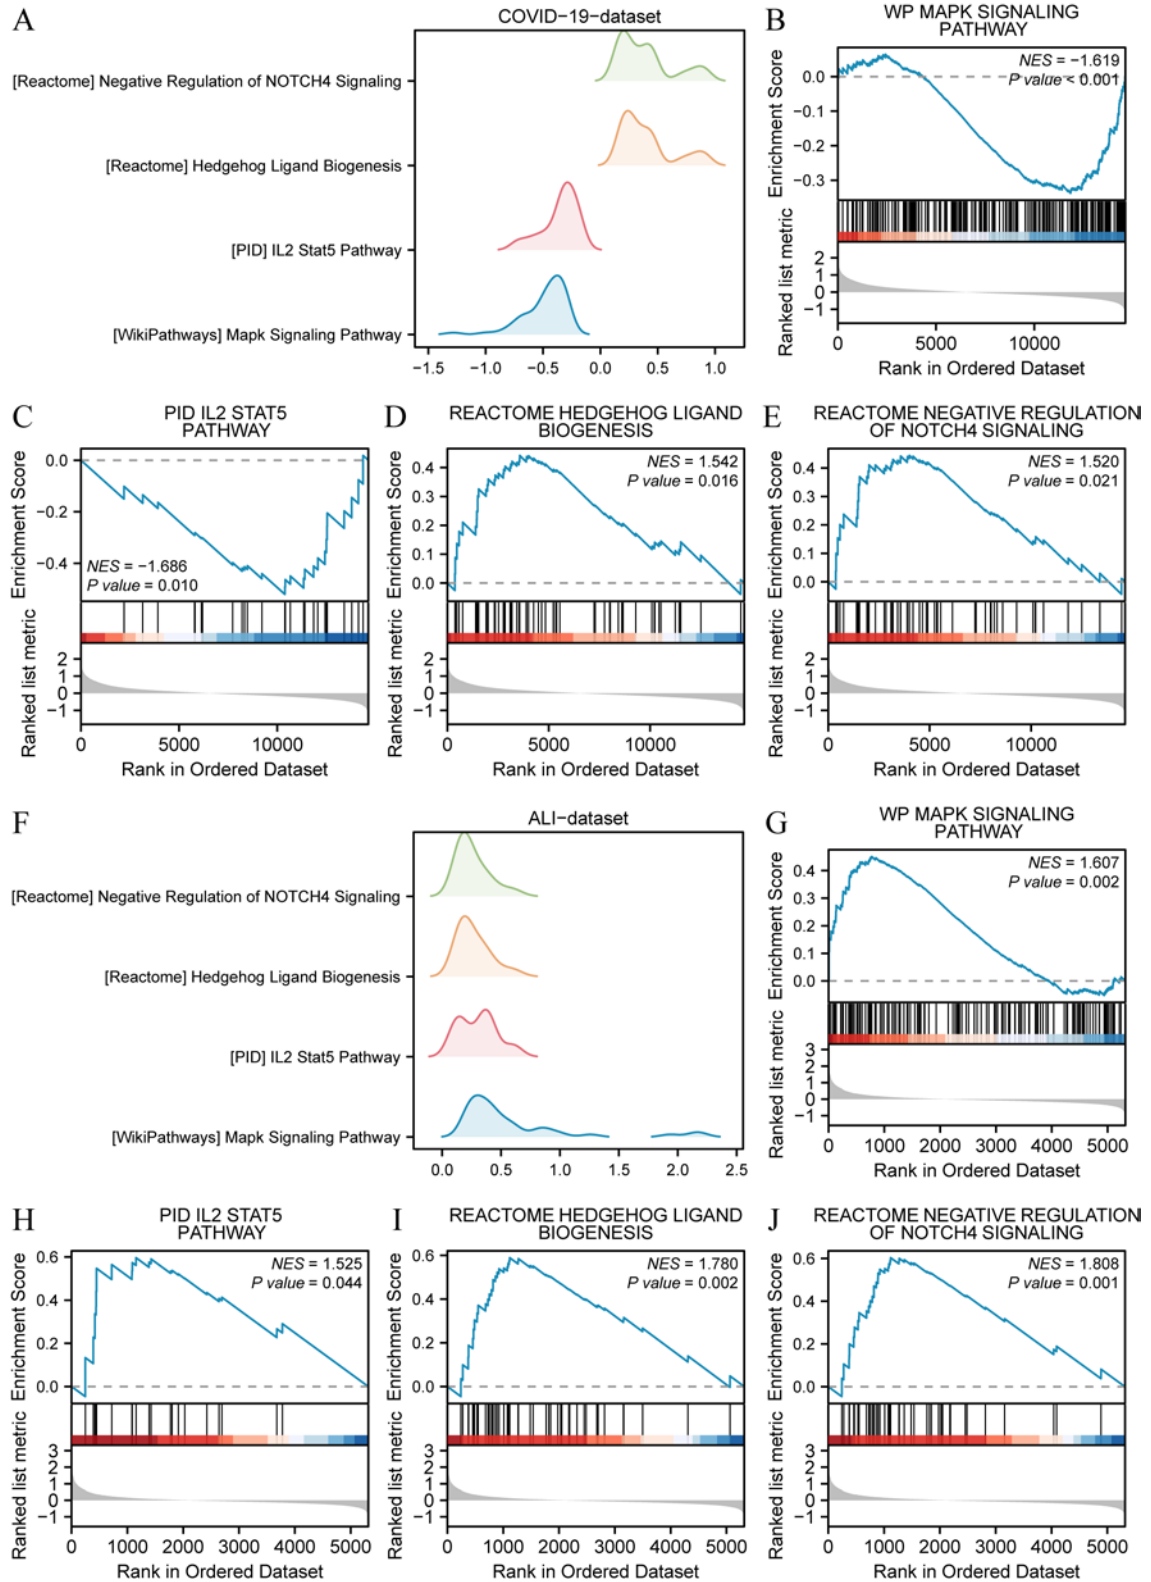 A
COVID−19−dataset
[Reactome] Negative Regulation of NOTCH4 Signaling
[Reactome] Hedgehog Ligand Biogenesis
[PID] IL2 Stat5 Pathway
[WikiPathways] Mapk Signaling Pathway
−1.5 −1.0 −0.5 0.0 0.5 1.0
B
WP MAPK SIGNALING
PATHWAY
NES = −1.619
P value < 0.001
Enrichment Score
0.0
−0.1
−0.2
−0.3
Ranked list metric
2
1
0
−1
0 5000 10000
Rank in Ordered Dataset
C
PID IL2 STAT5
PATHWAY
Enrichment Score
0.0
−0.2
−0.4
NES = −1.686
P value = 0.010
Ranked list metric
2
1
0
−1
0 5000 10000
Rank in Ordered Dataset
D
REACTOME HEDGEHOG LIGAND
BIOGENESIS
NES = 1.542
P value = 0.016
Enrichment Score
0.4
0.3
0.2
0.1
0.0
Ranked list metric
2
1
0
−1
0 5000 10000
Rank in Ordered Dataset
E
REACTOME NEGATIVE REGULATION
OF NOTCH4 SIGNALING
NES = 1.520
P value = 0.021
Enrichment Score
0.4
0.3
0.2
0.1
0.0
Ranked list metric
2
1
0
−1
0 5000 10000
Rank in Ordered Dataset
F
ALI−dataset
[Reactome] Negative Regulation of NOTCH4 Signaling
[Reactome] Hedgehog Ligand Biogenesis
[PID] IL2 Stat5 Pathway
[WikiPathways] Mapk Signaling Pathway
0.0 0.5 1.0 1.5 2.0 2.5
G
WP MAPK SIGNALING
PATHWAY
NES = 1.607
P value = 0.002
Enrichment Score
0.4
0.3
0.2
0.1
0.0
Ranked list metric
3
2
1
0
−1
0 1000 2000 3000 4000 5000
Rank in Ordered Dataset
H
PID IL2 STAT5
PATHWAY
NES = 1.525
P value = 0.044
Enrichment Score
0.6
0.4
0.2
0.0
Ranked list metric
3
2
1
0
−1
0 1000 2000 3000 4000 5000
Rank in Ordered Dataset
I
REACTOME HEDGEHOG LIGAND
BIOGENESIS
NES = 1.780
P value = 0.002
Enrichment Score
0.6
0.4
0.2
0.0
Ranked list metric
3
2
1
0
−1
0 1000 2000 3000 4000 5000
Rank in Ordered Dataset
J
REACTOME NEGATIVE REGULATION
OF NOTCH4 SIGNALING
NES = 1.808
P value = 0.001
Enrichment Score
0.6
0.4
0.2
0.0
Ranked list metric
3
2
1
0
−1
0 1000 2000 3000 4000 5000
Rank in Ordered Dataset